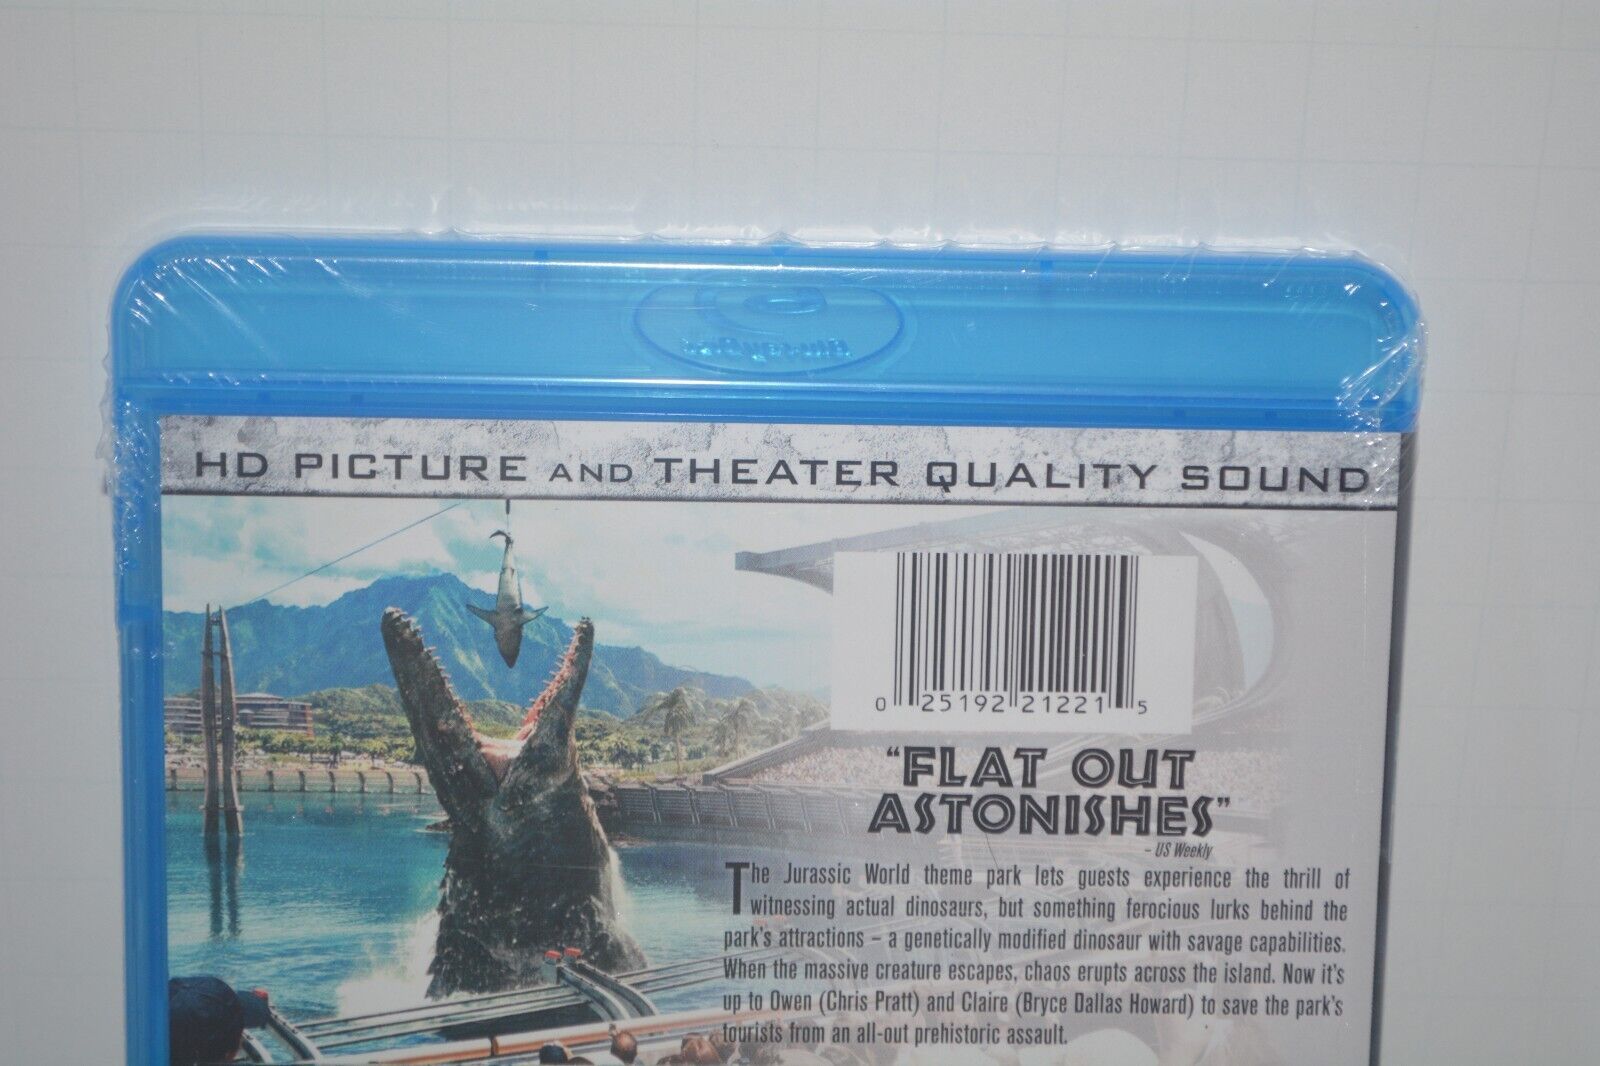 Blu-ray Disc
HD PICTURE AND THEATER QUALITY SOUND
0 25192 21221 5
“FLAT OUT
ASTONISHES”
– US Weekly
The Jurassic World theme park lets guests experience the thrill of
witnessing actual dinosaurs, but something ferocious lurks behind the
park's attractions – a genetically modified dinosaur with savage capabilities.
When the massive creature escapes, chaos erupts across the island. Now it's
up to Owen (Chris Pratt) and Claire (Bryce Dallas Howard) to save the park's
tourists from an all-out prehistoric assault.